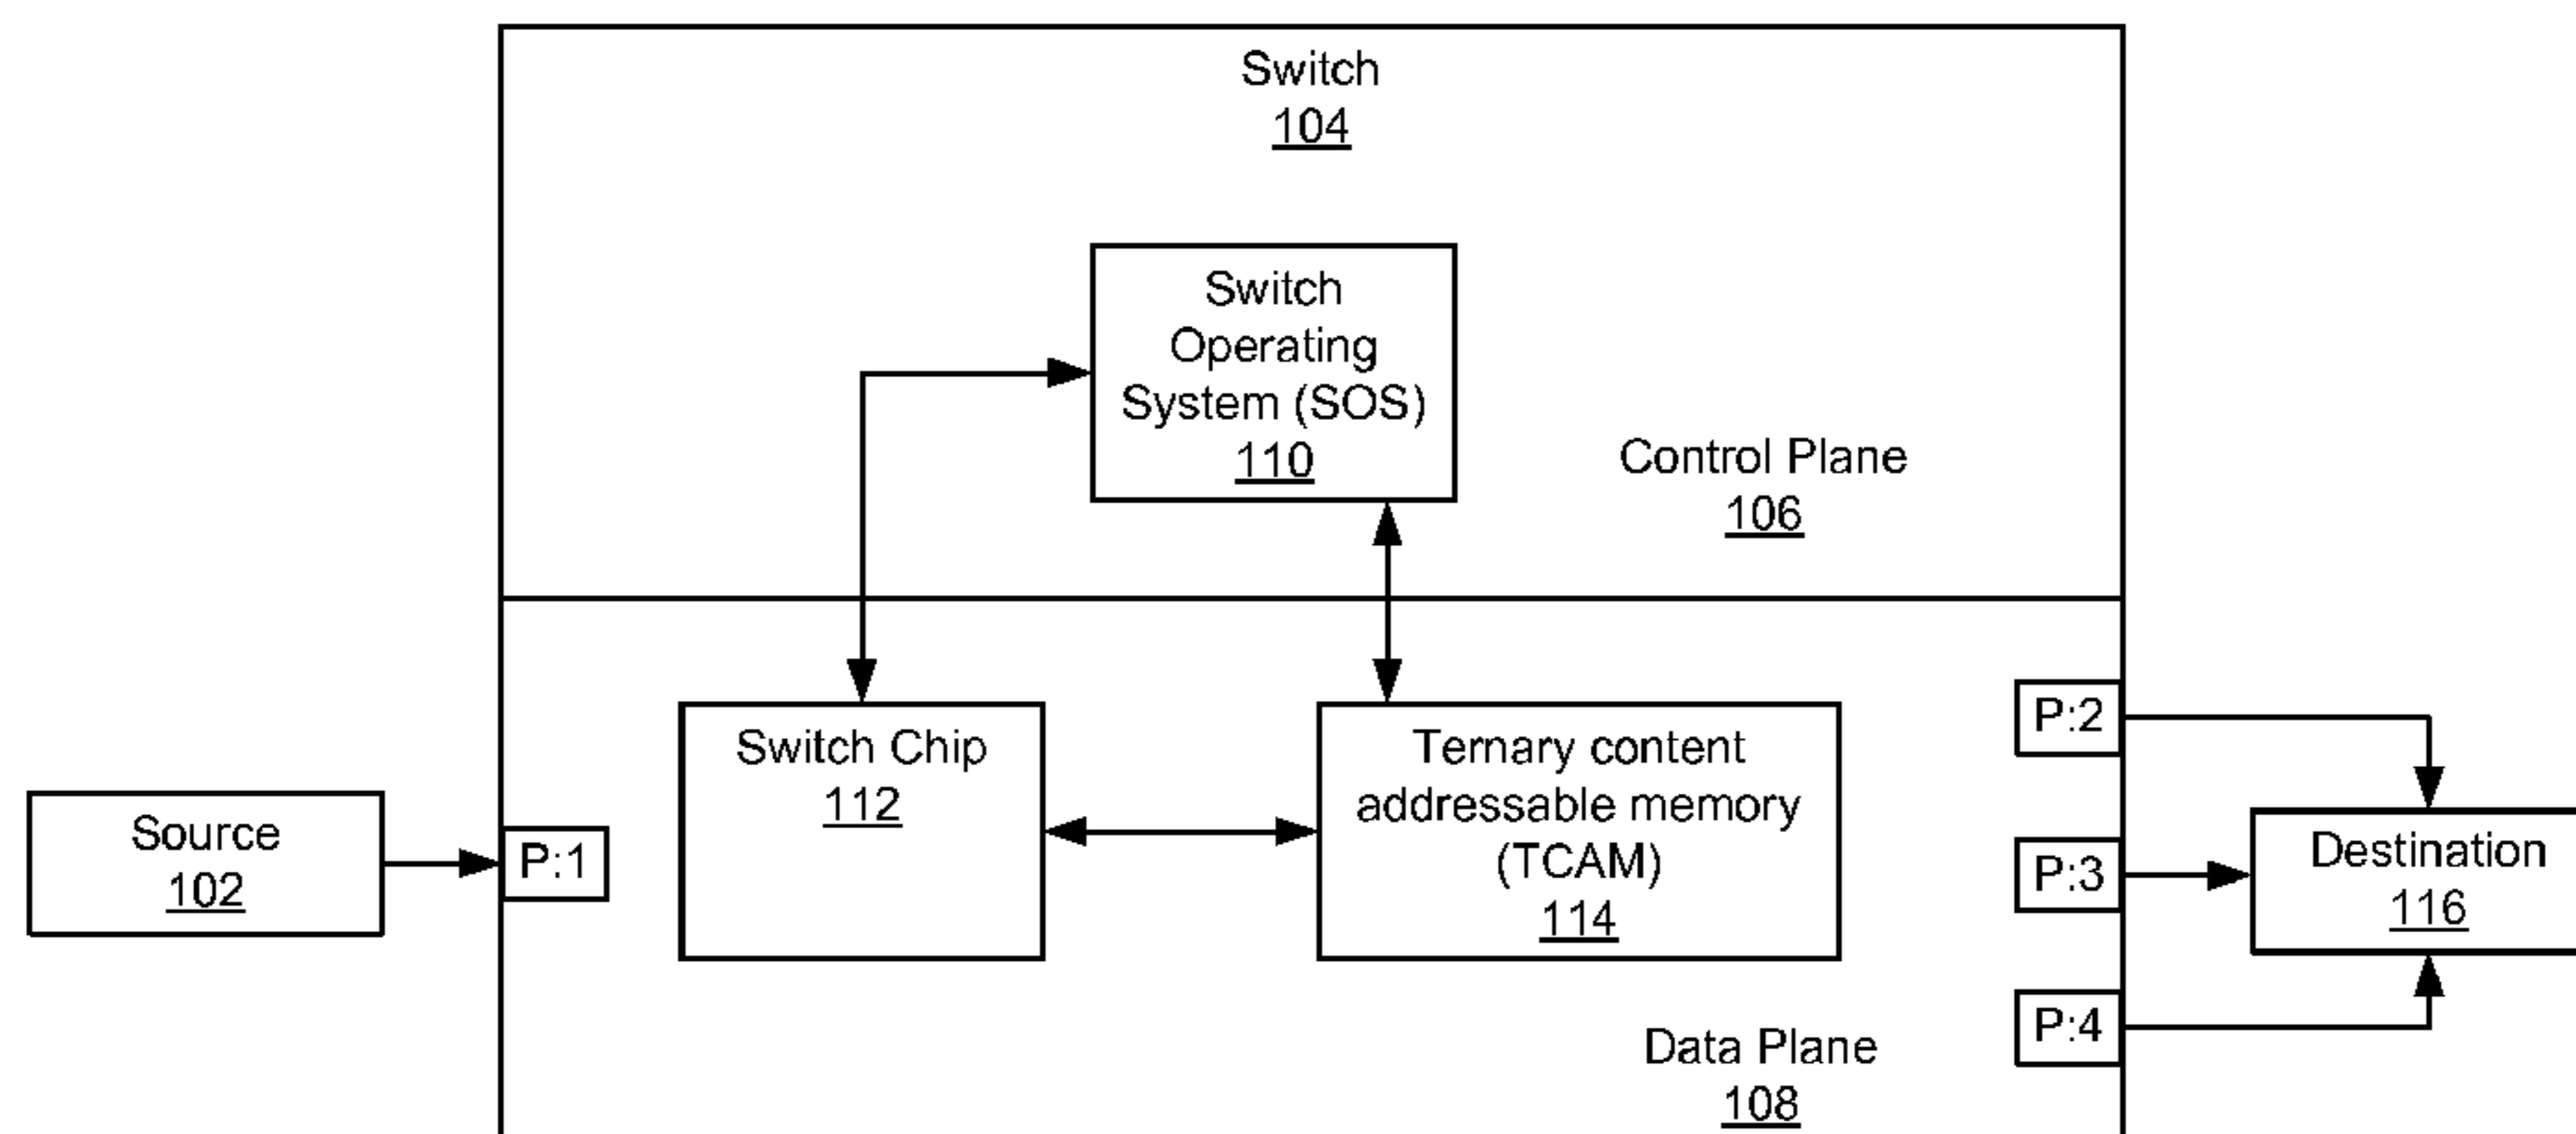 Switch
104
Switch
Operating
System (SOS)
110
Control Plane
106
Switch Chip
112
Ternary content
addressable memory
(TCAM)
114
Source
102
P:1
P:2
P:3
P:4
Destination
116
Data Plane
108